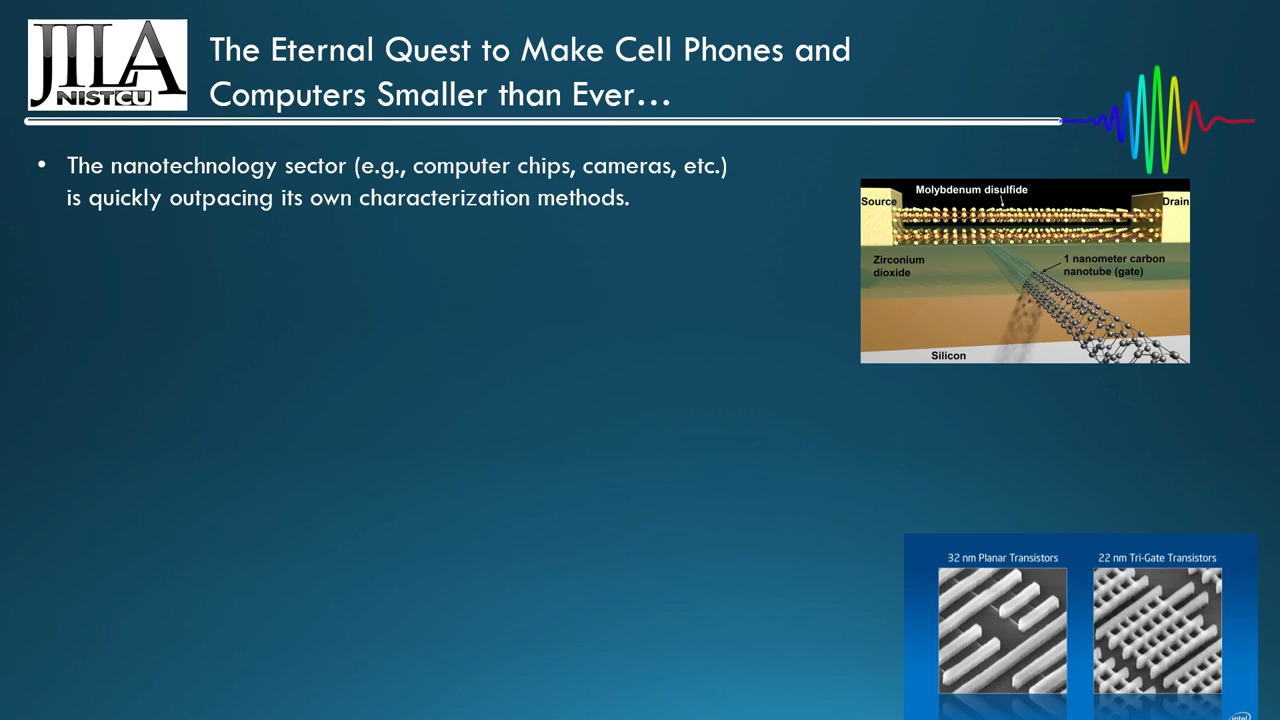 JILA
NIST CU
The Eternal Quest to Make Cell Phones and
Computers Smaller than Ever…
• The nanotechnology sector (e.g., computer chips, cameras, etc.)
is quickly outpacing its own characterization methods.
Molybdenum disulfide
Source
Drain
Zirconium
dioxide
1 nanometer carbon
nanotube (gate)
Silicon
32 nm Planar Transistors
22 nm Tri-Gate Transistors
intel